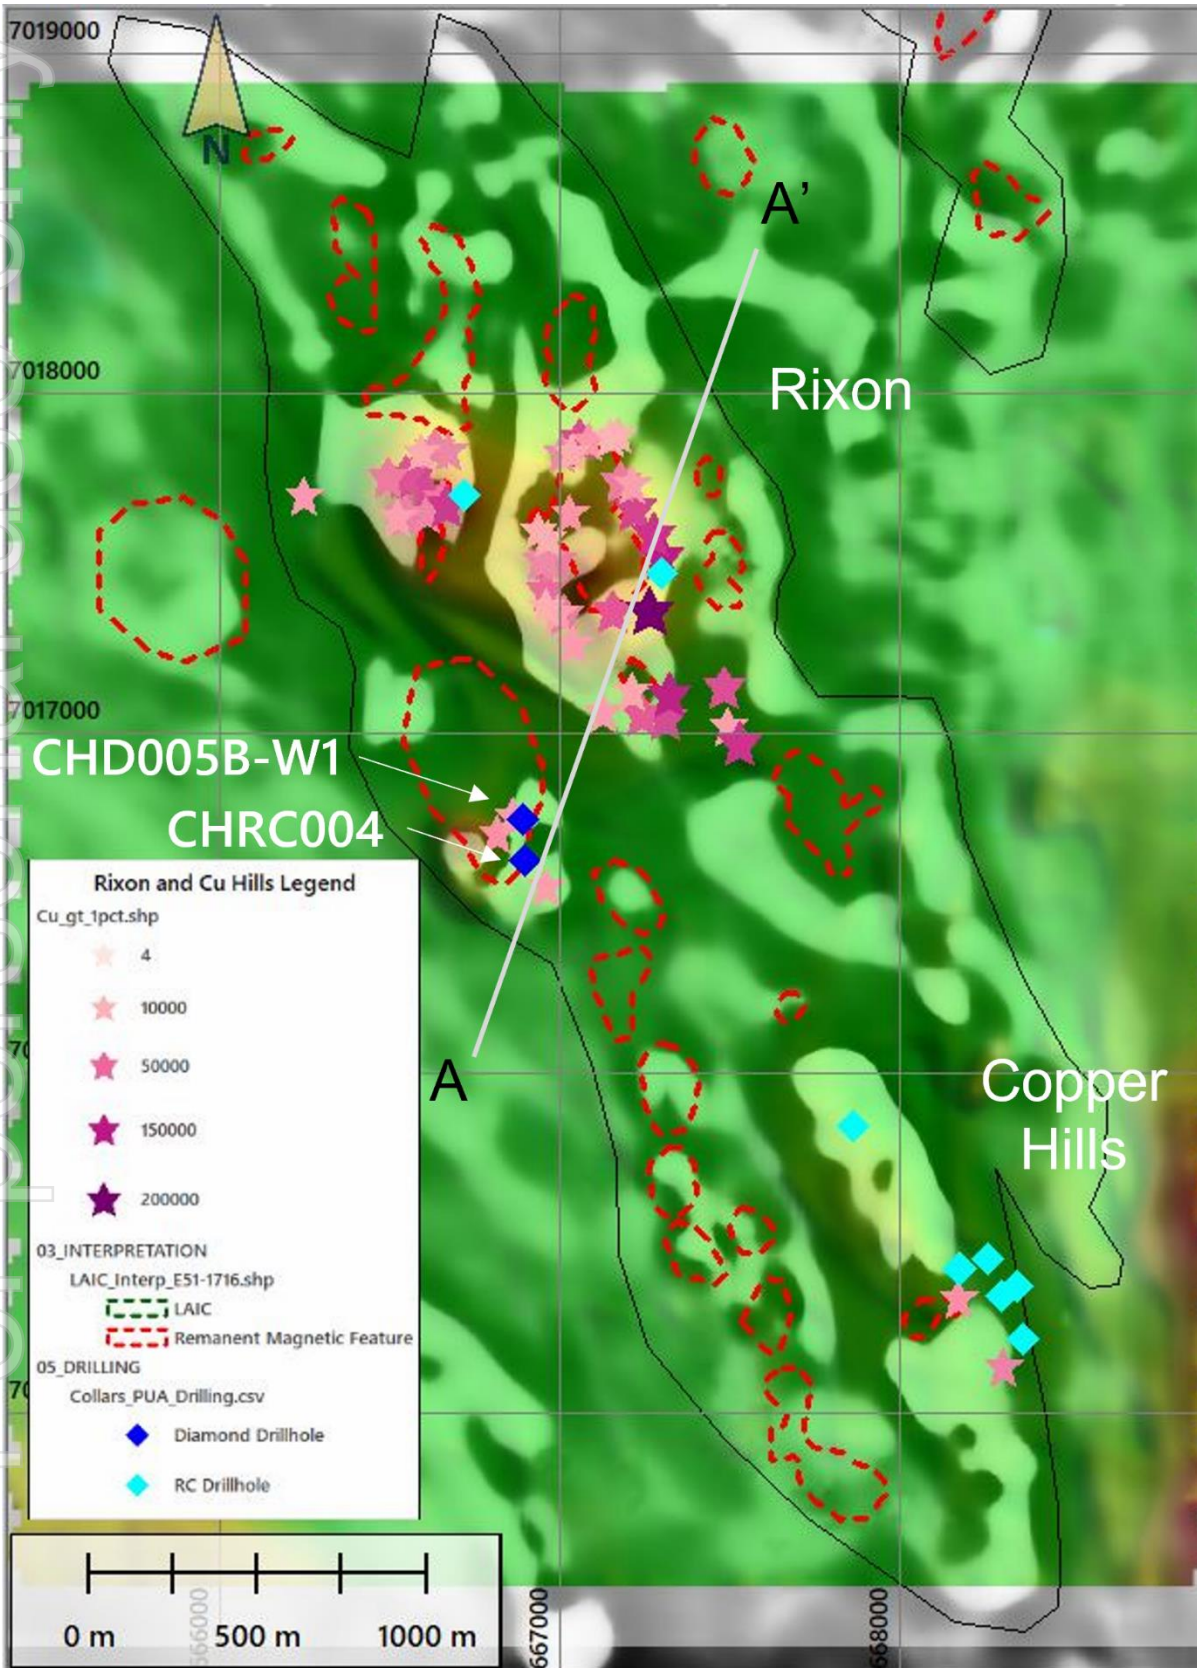 7019000
N
A’
7018000
Rixon
7017000
CHD005B-W1
CHRC004
A
Copper
Hills
Rixon and Cu Hills Legend
Cu_gt_1pct.shp
4
10000
50000
150000
200000
03_INTERPRETATION
LAIC_Interp_E51-1716.shp
LAIC
Remanent Magnetic Feature
05_DRILLING
Collars_PUA_Drilling.csv
Diamond Drillhole
RC Drillhole
0 m 500 m 1000 m
666000
667000
668000